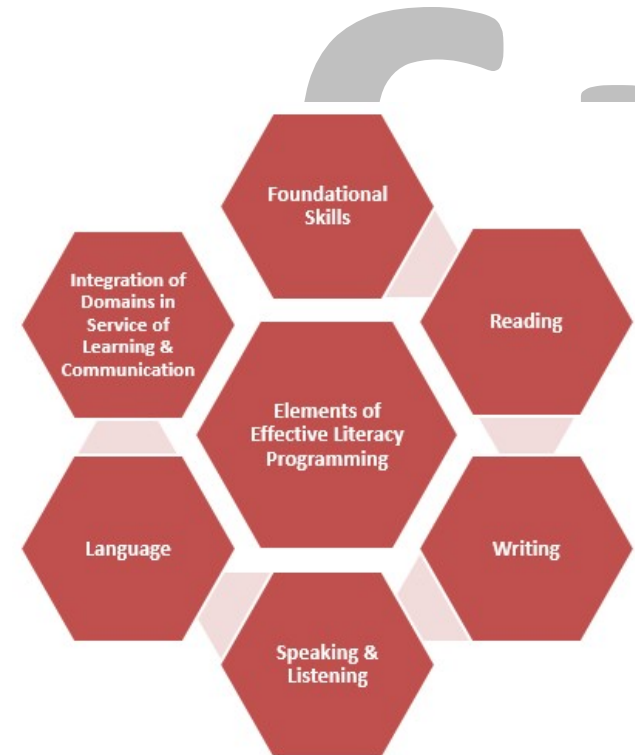 Foundational
Skills
Integration of
Domains in
Service of
Learning &
Communication
Reading
Elements of
Effective Literacy
Programming
Language
Writing
Speaking &
Listening